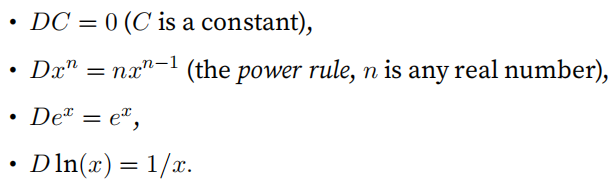 • DC = 0 (C is a constant),
• Dxⁿ = nxⁿ⁻¹ (the power rule, n is any real number),
• Deˣ = eˣ,
• D ln(x) = 1/x.